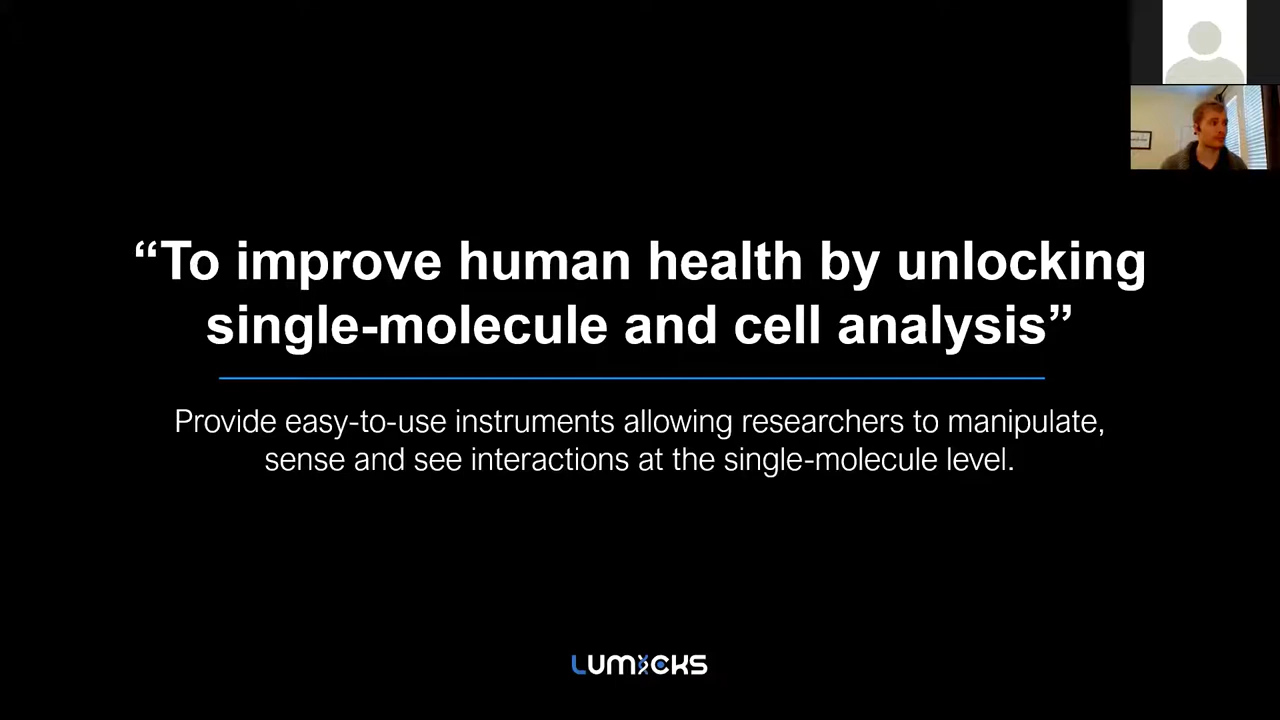 “To improve human health by unlocking
single-molecule and cell analysis”
Provide easy-to-use instruments allowing researchers to manipulate,
sense and see interactions at the single-molecule level.
LUMICKS